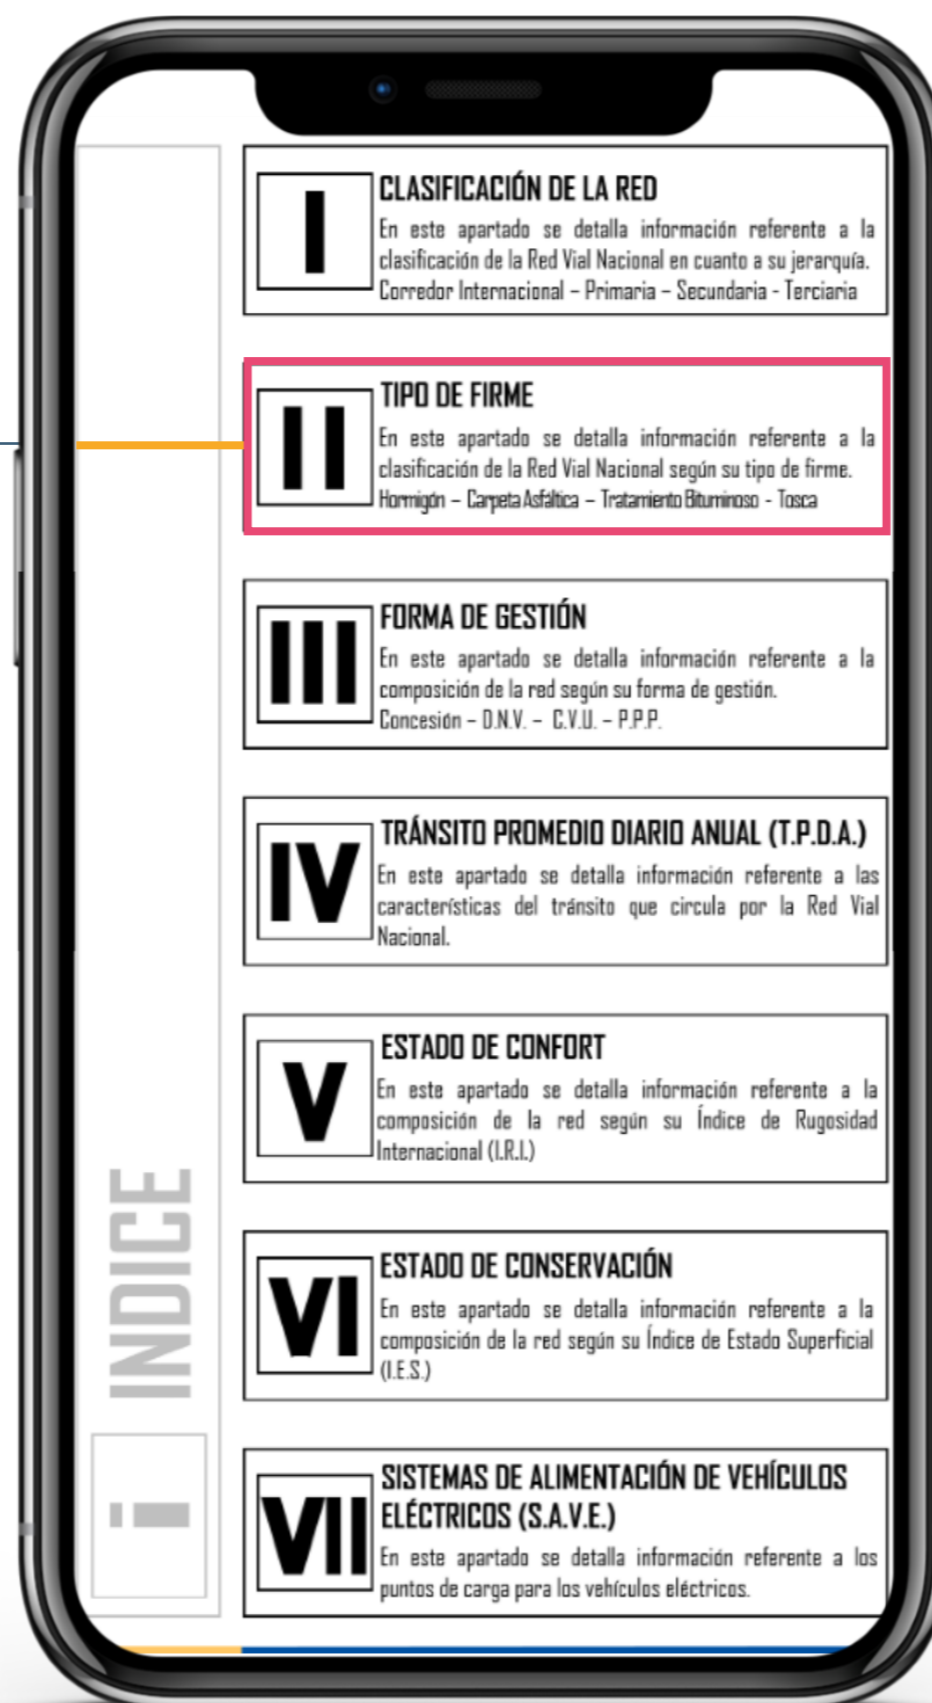 I
CLASIFICACIÓN DE LA RED
En este apartado se detalla información referente a la
clasificación de la Red Vial Nacional en cuanto a su jerarquía.
Corredor Internacional – Primaria – Secundaria - Terciaria
II
TIPO DE FIRME
En este apartado se detalla información referente a la
clasificación de la Red Vial Nacional según su tipo de firme.
Hormigón – Carpeta Asfáltica – Tratamiento Bituminoso - Tosca
III
FORMA DE GESTIÓN
En este apartado se detalla información referente a la
composición de la red según su forma de gestión.
Concesión – D.N.V. – C.V.U. – P.P.P.
IV
TRÁNSITO PROMEDIO DIARIO ANUAL (T.P.D.A.)
En este apartado se detalla información referente a las
características del tránsito que circula por la Red Vial
Nacional.
V
ESTADO DE CONFORT
En este apartado se detalla información referente a la
composición de la red según su Índice de Rugosidad
Internacional (I.R.I.)
VI
ESTADO DE CONSERVACIÓN
En este apartado se detalla información referente a la
composición de la red según su Índice de Estado Superficial
(I.E.S.)
VII
SISTEMAS DE ALIMENTACIÓN DE VEHÍCULOS
ELÉCTRICOS (S.A.V.E.)
En este apartado se detalla información referente a los
puntos de carga para los vehículos eléctricos.
i
INDICE